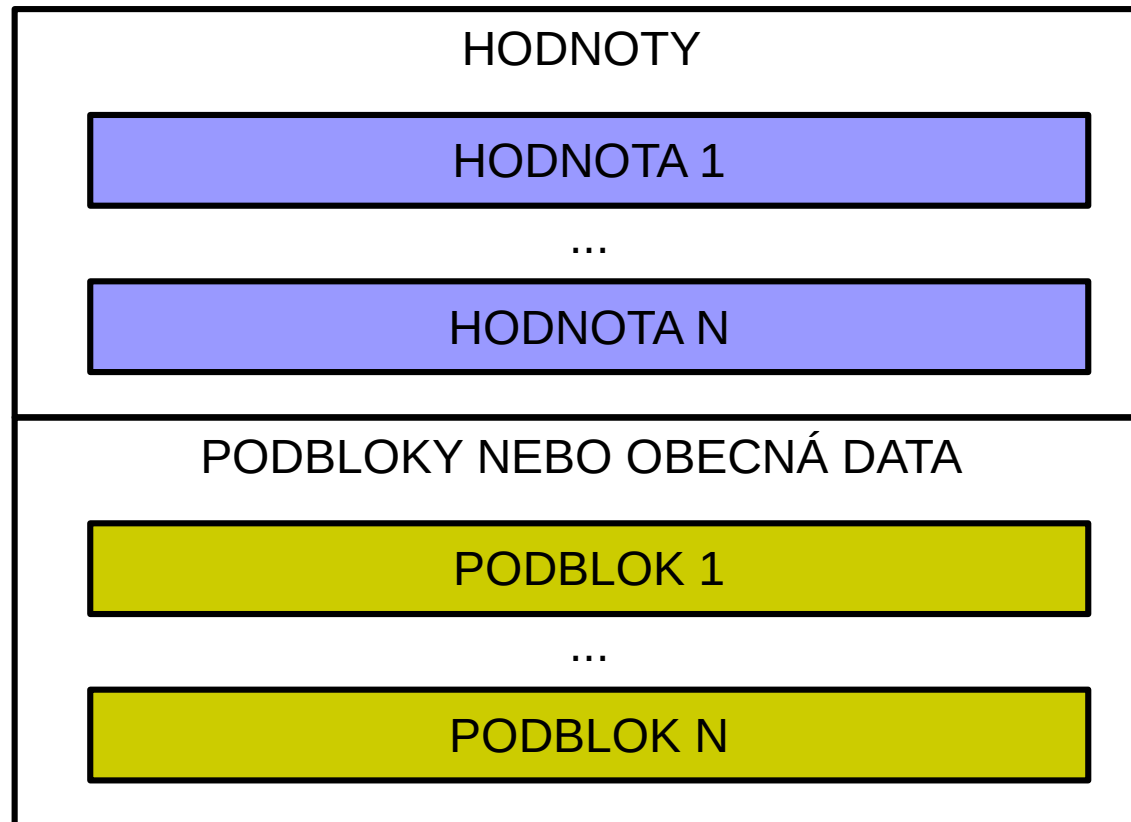 HODNOTY
HODNOTA 1
...
HODNOTA N
PODBLOKY NEBO OBECNÁ DATA
PODBLOK 1
...
PODBLOK N